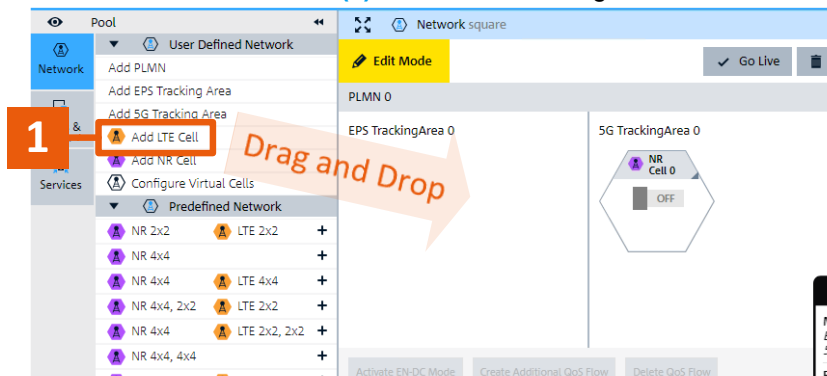 Pool
Network square
Network
User Defined Network
Edit Mode
Go Live
Add PLMN
Add EPS Tracking Area
PLMN 0
Add 5G Tracking Area
1
&
Add LTE Cell
EPS TrackingArea 0
5G TrackingArea 0
Drag and Drop
Add NR Cell
NR
Cell 0
Services
Configure Virtual Cells
OFF
Predefined Network
NR 2x2 LTE 2x2 +
NR 4x4 +
NR 4x4 LTE 4x4 +
NR 4x4, 2x2 LTE 2x2 +
NR 4x4 LTE 2x2, 2x2 +
NR 4x4, 4x4 +
Activate EN-DC Mode Create Additional QoS Flow Delete QoS Flow